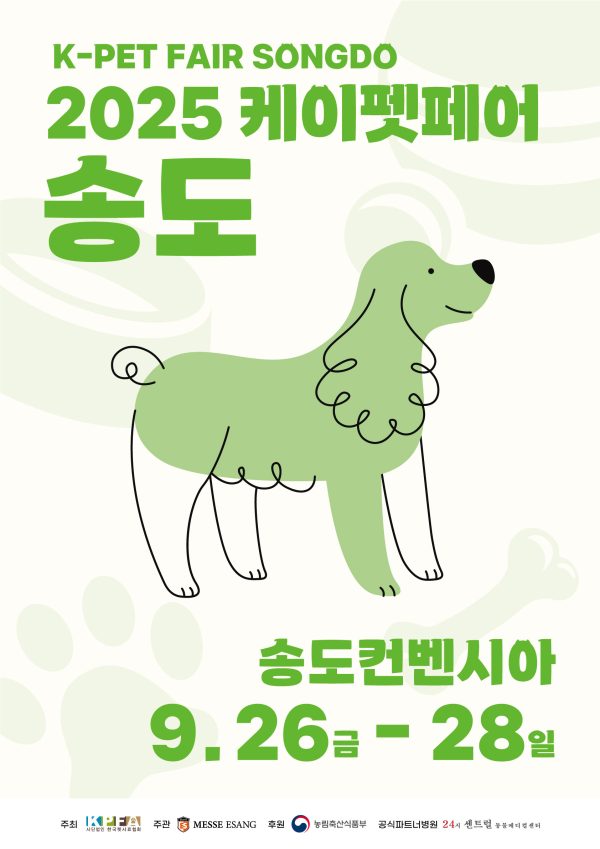 K-PET FAIR SONGDO
2025 케이펫페어
송도
송도컨벤시아
9.26금 - 28일
주최 KPFA 사단법인 한국펫사료협회 주관 MESSE ESANG 후원 농림축산식품부 공식파트너병원 24시 센트럴 동물메디컬센터